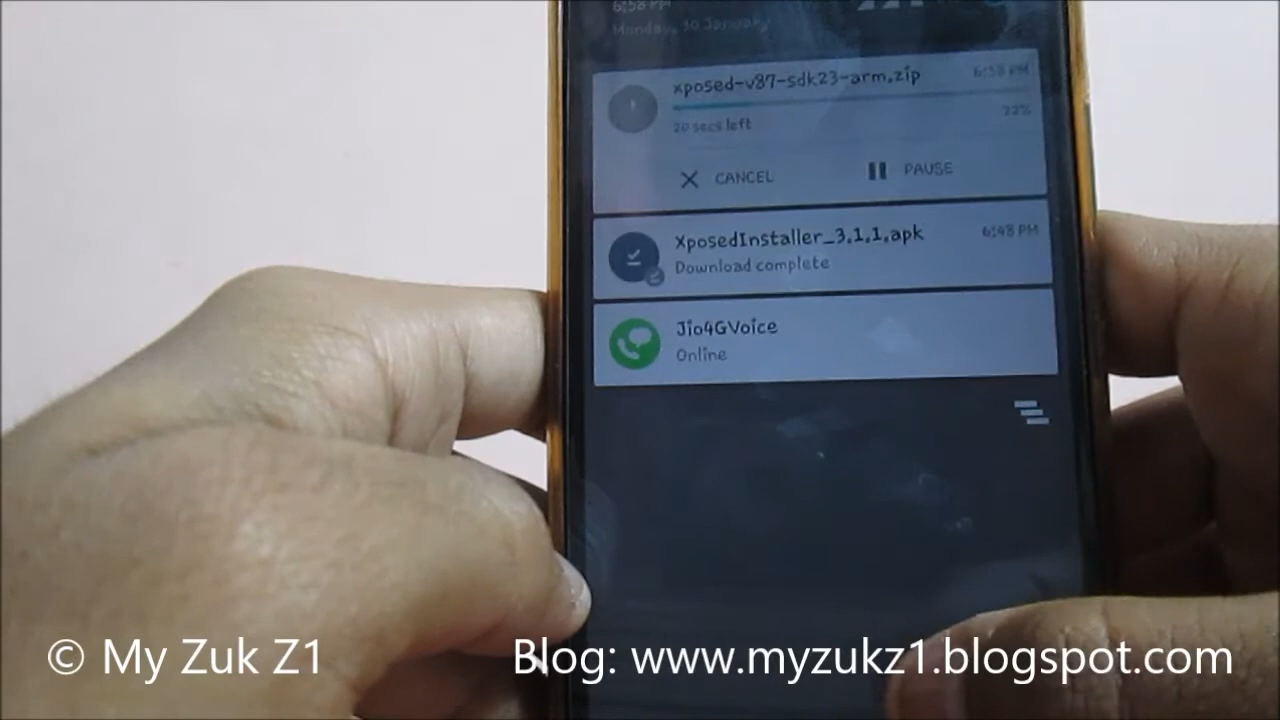 6:58 PM
Monday, 30 January
xposed-v87-sdk23-arm.zip 6:58 PM
20 secs left 22%
CANCEL PAUSE
XposedInstaller_3.1.1.apk 6:48 PM
Download complete
Jio4GVoice
Online
© My Zuk Z1 Blog: www.myzukz1.blogspot.com